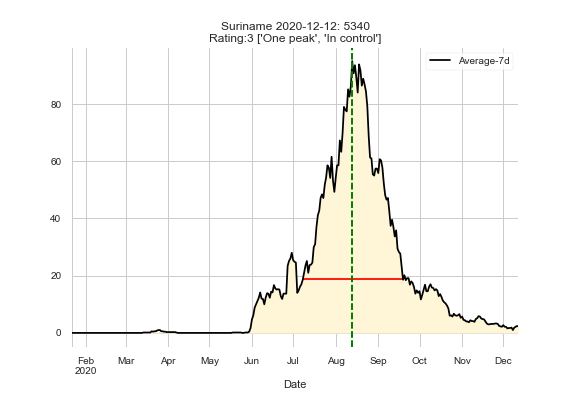 Suriname 2020-12-12: 5340
Rating:3 ['One peak', 'In control']
Average-7d
80
60
40
20
0
Feb Mar Apr May Jun Jul Aug Sep Oct Nov Dec
2020
Date